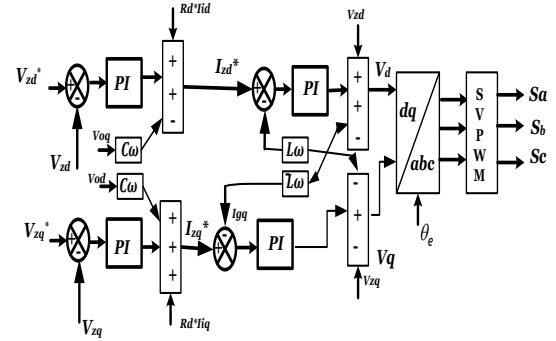 Rd*Iid
Vzd
Vzd*
+
-
PI
+
+
-
Izd*
+
-
PI
+
+
-
Vd
dq
abc
S
V
P
W
M
Sa
Sb
Sc
Vzd
Voq
Cω
Lω
Vod
Cω
Lω
θe
Vzq*
+
-
PI
+
+
+
Izq*
Igq
-
+
PI
-
+
-
Vq
Vzq
Rd*Iiq
Vzq